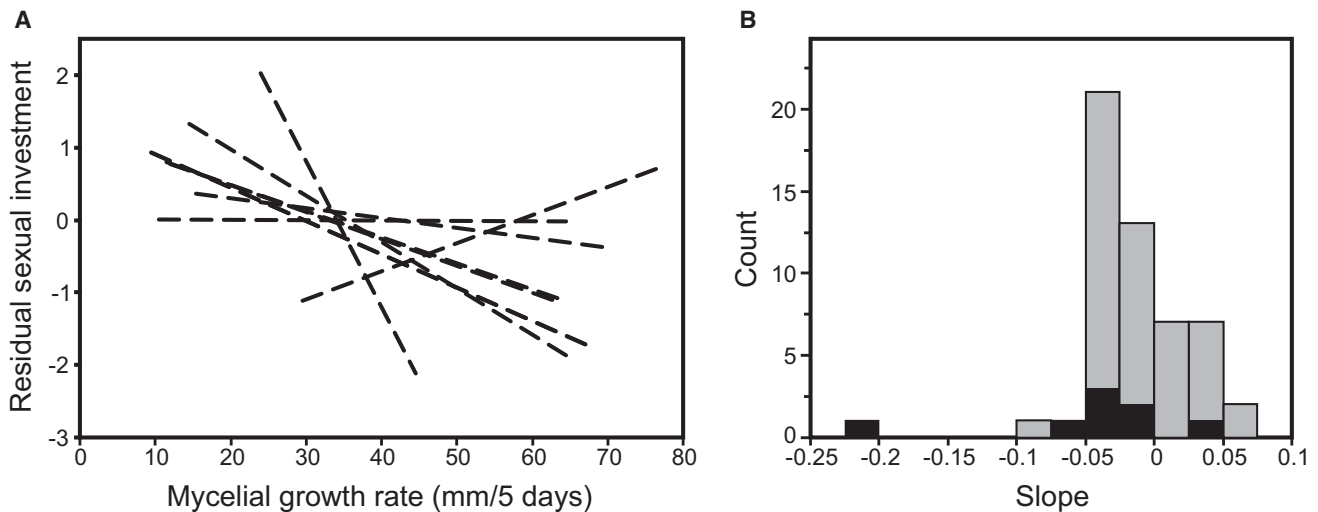 A
B
Residual sexual investment
2
1
0
-1
-2
-3
0 10 20 30 40 50 60 70 80
Mycelial growth rate (mm/5 days)
Count
20
15
10
5
0
-0.25 -0.2 -0.15 -0.1 -0.05 0 0.05 0.1
Slope